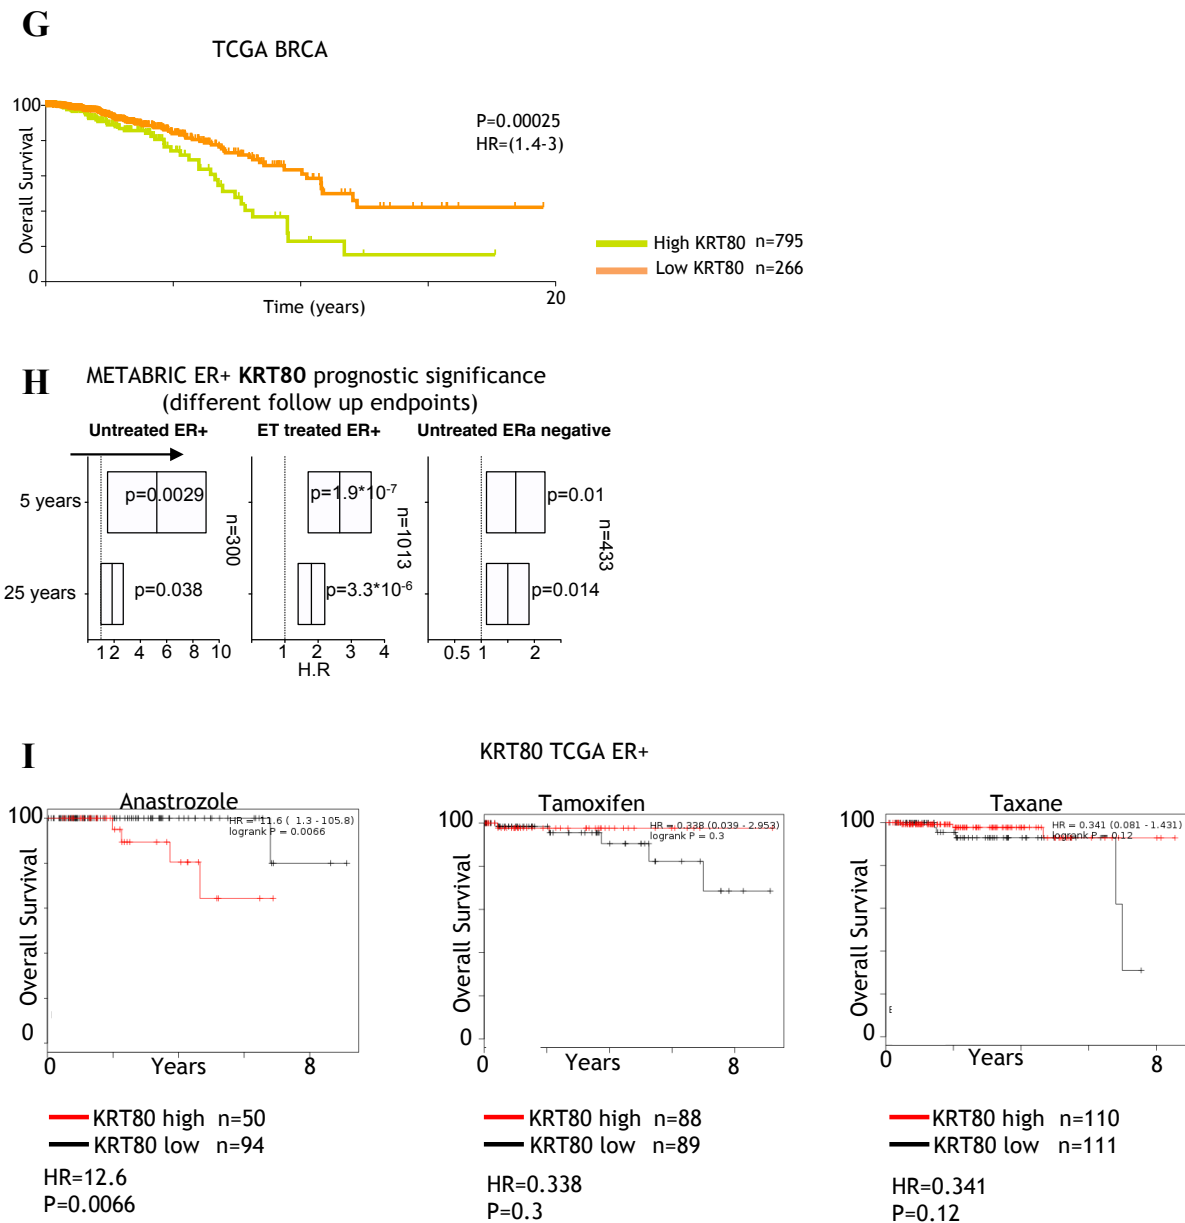 G
TCGA BRCA
100
Overall Survival
0
P=0.00025
HR=(1.4-3)
High KRT80 n=795
Low KRT80 n=266
Time (years)
20
H
METABRIC ER+ KRT80 prognostic significance
(different follow up endpoints)
Untreated ER+
ET treated ER+
Untreated ERa negative
5 years
p=0.0029
p=1.9*10-7
p=0.01
n=300
n=1013
n=433
25 years
p=0.038
p=3.3*10-6
p=0.014
1 2 4 6 8 10
1 2 3 4
0.5 1 2
H.R
I
KRT80 TCGA ER+
Anastrozole
HR = 11.6 ( 1.3 - 105.8)
logrank P = 0.0066
100
Overall Survival
0
0 8
Years
KRT80 high n=50
KRT80 low n=94
HR=12.6
P=0.0066
Tamoxifen
HR = 0.338 (0.039 - 2.953)
logrank P = 0.3
100
Overall Survival
0
0 8
Years
KRT80 high n=88
KRT80 low n=89
HR=0.338
P=0.3
Taxane
HR = 0.341 (0.081 - 1.431)
logrank P = 0.12
100
Overall Survival
0
0 8
Years
KRT80 high n=110
KRT80 low n=111
HR=0.341
P=0.12